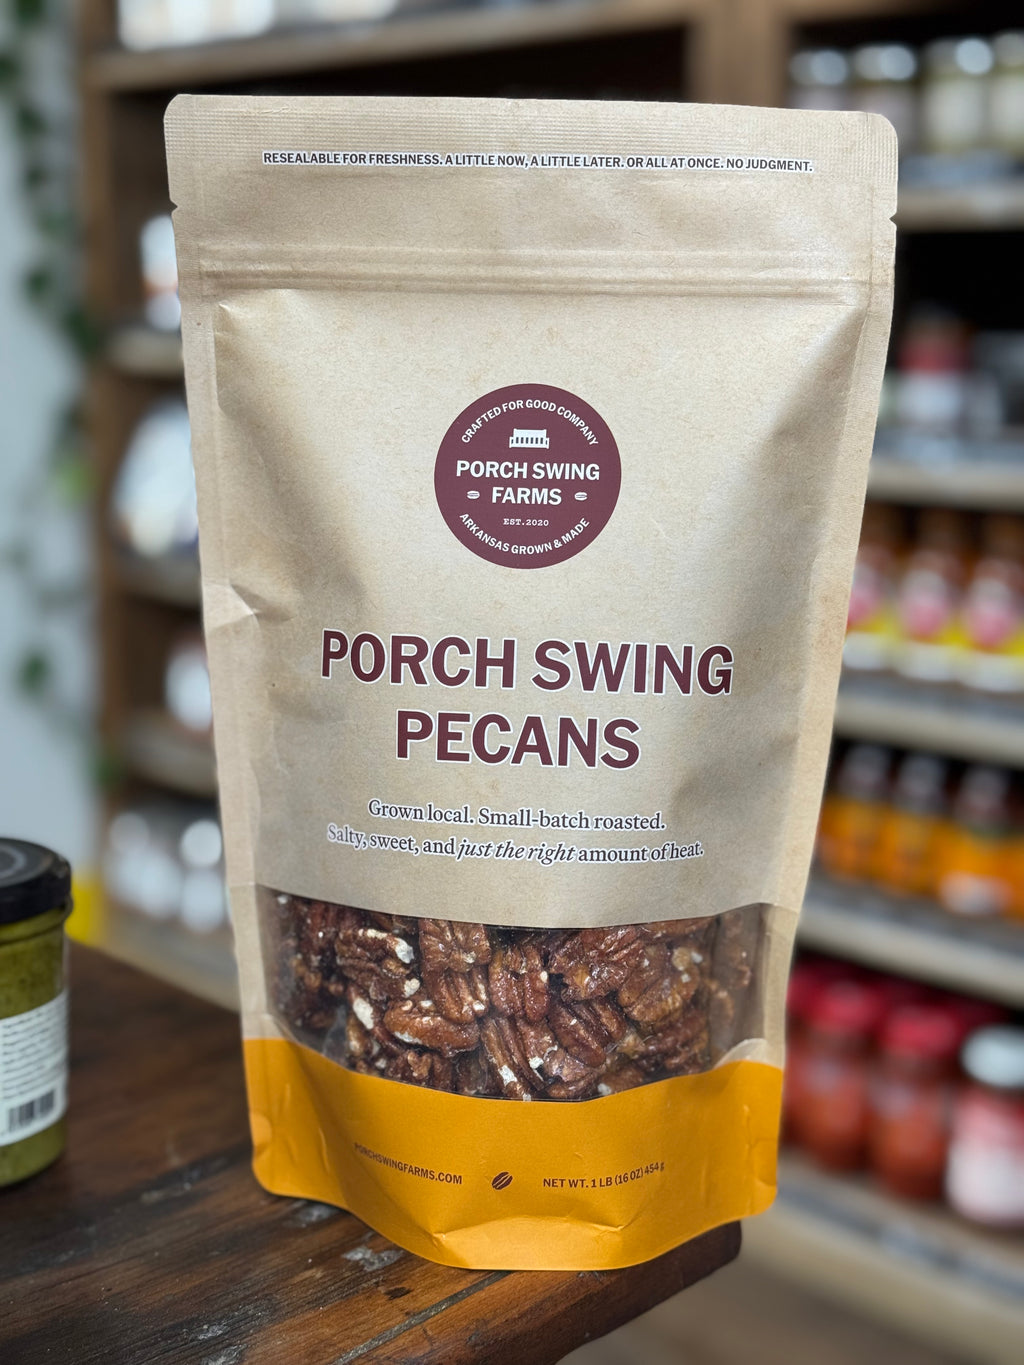 RESEALABLE FOR FRESHNESS. A LITTLE NOW, A LITTLE LATER. OR ALL AT ONCE. NO JUDGMENT.
CRAFTED FOR GOOD COMPANY
PORCH SWING
FARMS
EST. 2020
ARKANSAS GROWN & MADE
PORCH SWING
PECANS
Grown local. Small-batch roasted.
Salty, sweet, and just the right amount of heat.
PORCHSWINGFARMS.COM
NET WT. 1 LB (16 OZ) 454 g